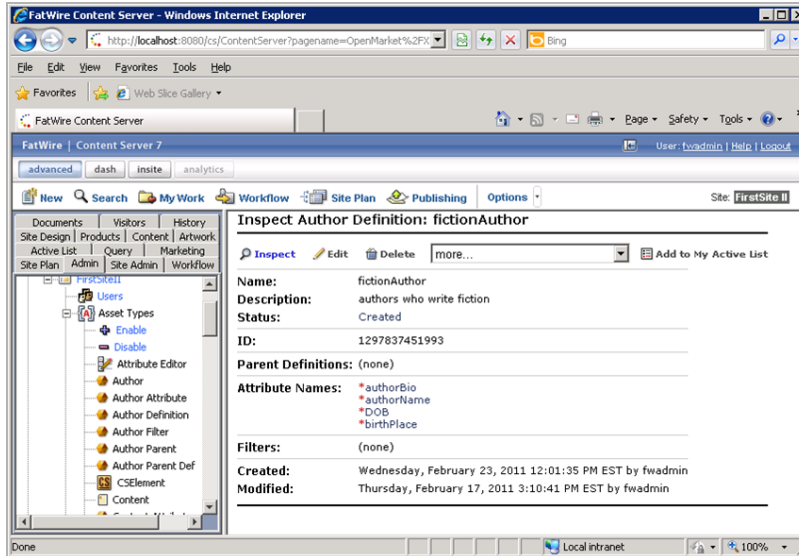 FatWire Content Server - Windows Internet Explorer
http://localhost:8080/cs/ContentServer?pagename=OpenMarket%2FX
Bing
File Edit View Favorites Tools Help
Favorites Web Slice Gallery
FatWire Content Server
Page Safety Tools
FatWire | Content Server 7
User: fwadmin | Help | Logout
advanced dash insite analytics
New Search My Work Workflow Site Plan Publishing Options Site: FirstSite II
Documents Visitors History
Site Design Products Content Artwork
Active List Query Marketing
Site Plan Admin Site Admin Workflow
FirstSiteII
Users
Asset Types
Enable
Disable
Attribute Editor
Author
Author Attribute
Author Definition
Author Filter
Author Parent
Author Parent Def
CSElement
Content
Inspect Author Definition: fictionAuthor
Inspect Edit Delete more... Add to My Active List
Name: fictionAuthor
Description: authors who write fiction
Status: Created
ID: 1297837451993
Parent Definitions: (none)
Attribute Names: *authorBio
*authorName
*DOB
*birthPlace
Filters: (none)
Created: Wednesday, February 23, 2011 12:01:35 PM EST by fwadmin
Modified: Thursday, February 17, 2011 3:10:41 PM EST by fwadmin
Done Local intranet 100%